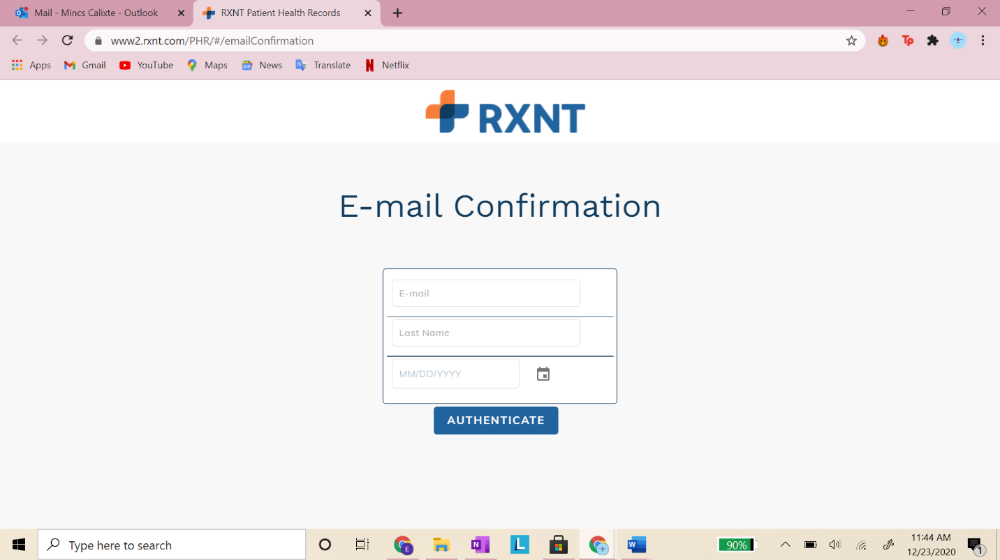 Mail - Mincs Calixte - Outlook
RXNT Patient Health Records
www2.rxnt.com/PHR/#/emailConfirmation
Tp
Apps Gmail YouTube Maps News Translate Netflix
RXNT
E-mail Confirmation
E-mail
Last Name
MM/DD/YYYY
AUTHENTICATE
Type here to search
E
N
L
W
90%
11:44 AM
12/23/2020
1